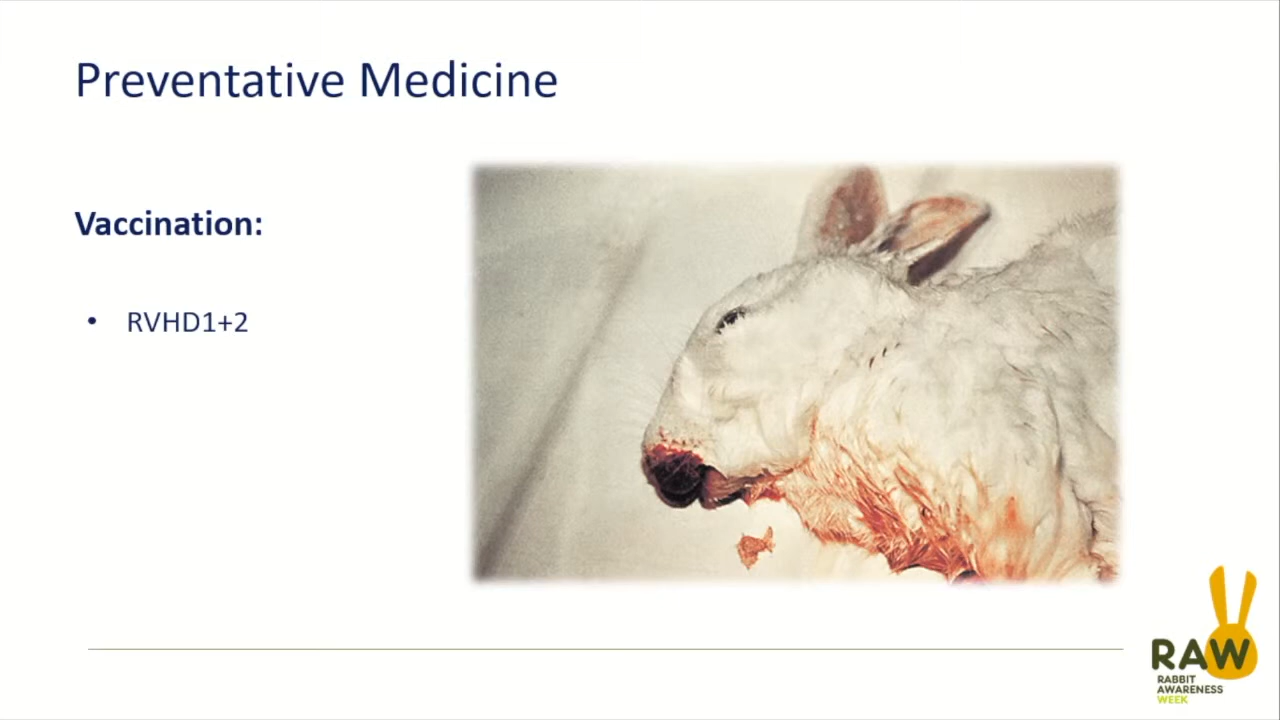 Preventative Medicine
Vaccination:
• RVHD1+2
RAW
RABBIT
AWARENESS
WEEK